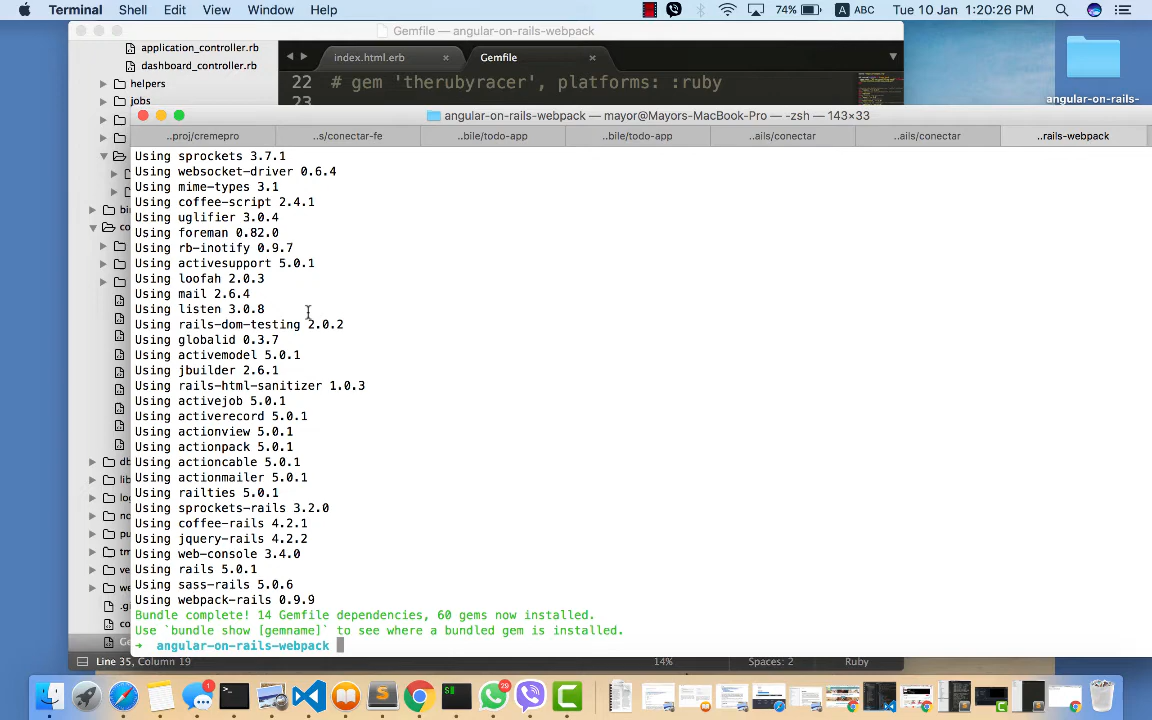 Terminal Shell Edit View Window Help 74% A ABC Tue 10 Jan 1:20:26 PM
Gemfile — angular-on-rails-webpack
application_controller.rb
dashboard_controller.rb
helpers
jobs
index.html.erb × Gemfile ×
22 # gem 'therubyracer', platforms: :ruby
23
angular-on-rails-
angular-on-rails-webpack — mayor@Mayors-MacBook-Pro — -zsh — 143×33
..proj/cremepro ..s/conectar-fe ..bile/todo-app ..bile/todo-app ..ails/conectar ..ails/conectar ..rails-webpack
Using sprockets 3.7.1
Using websocket-driver 0.6.4
Using mime-types 3.1
Using coffee-script 2.4.1
Using uglifier 3.0.4
Using foreman 0.82.0
Using rb-inotify 0.9.7
Using activesupport 5.0.1
Using loofah 2.0.3
Using mail 2.6.4
Using listen 3.0.8
Using rails-dom-testing 2.0.2
Using globalid 0.3.7
Using activemodel 5.0.1
Using jbuilder 2.6.1
Using rails-html-sanitizer 1.0.3
Using activejob 5.0.1
Using activerecord 5.0.1
Using actionview 5.0.1
Using actionpack 5.0.1
Using actioncable 5.0.1
Using actionmailer 5.0.1
Using railties 5.0.1
Using sprockets-rails 3.2.0
Using coffee-rails 4.2.1
Using jquery-rails 4.2.2
Using web-console 3.4.0
Using rails 5.0.1
Using sass-rails 5.0.6
Using webpack-rails 0.9.9
Bundle complete! 14 Gemfile dependencies, 60 gems now installed.
Use `bundle show [gemname]` to see where a bundled gem is installed.
→ angular-on-rails-webpack
Line 35, Column 19 14% Spaces: 2 Ruby